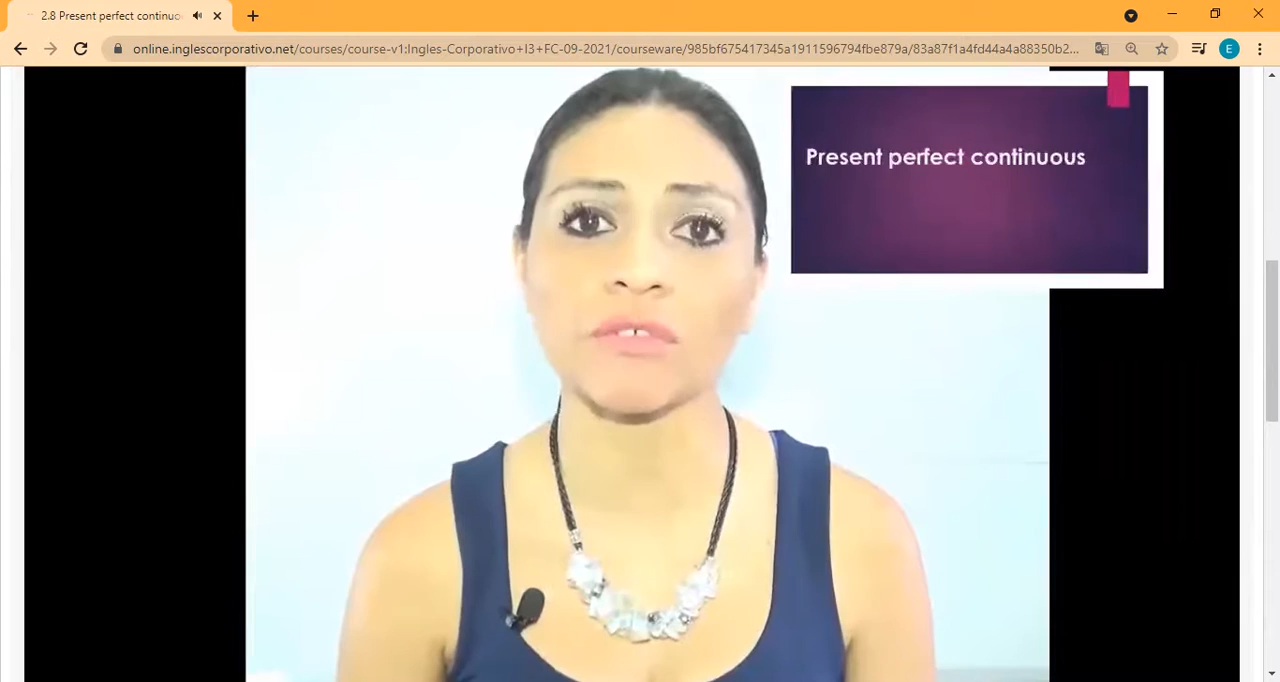 2.8 Present perfect continuo
online.inglescorporativo.net/courses/course-v1:Ingles-Corporativo+I3+FC-09-2021/courseware/985bf675417345a1911596794fbe879a/83a87f1a4fd44a4a88350b2...
E
Present perfect continuous